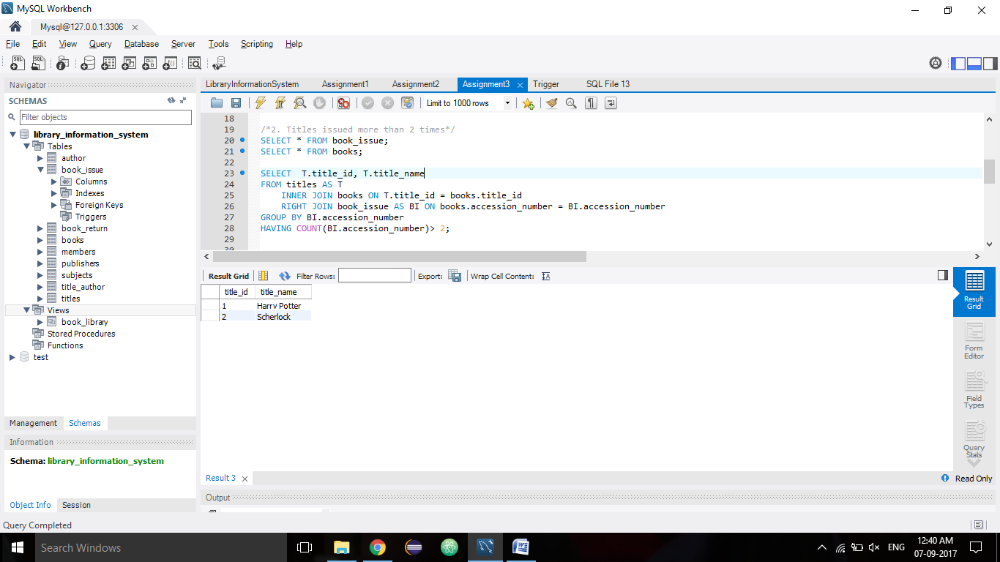 MySQL Workbench
Mysql@127.0.0.1:3306
File Edit View Query Database Server Tools Scripting Help
Navigator
SCHEMAS
Filter objects
library_information_system
Tables
author
book_issue
Columns
Indexes
Foreign Keys
Triggers
book_return
books
members
publishers
subjects
title_author
titles
Views
book_library
Stored Procedures
Functions
test
Management Schemas
Information
Schema: library_information_system
Object Info Session
LibraryInformationSystem Assignment1 Assignment2 Assignment3 Trigger SQL File 13
Limit to 1000 rows
18
19 /*2. Titles issued more than 2 times*/
20 SELECT * FROM book_issue;
21 SELECT * FROM books;
22
23 SELECT T.title_id, T.title_name
24 FROM titles AS T
25 INNER JOIN books ON T.title_id = books.title_id
26 RIGHT JOIN book_issue AS BI ON books.accession_number = BI.accession_number
27 GROUP BY BI.accession_number
28 HAVING COUNT(BI.accession_number)> 2;
29
30
Result Grid Filter Rows: Export: Wrap Cell Content:
title_id title_name
1 Harry Potter
2 Scherlock
Result Grid
Form Editor
Field Types
Query Stats
Result 3
Read Only
Output
Query Completed
Search Windows
ENG
12:40 AM
07-09-2017